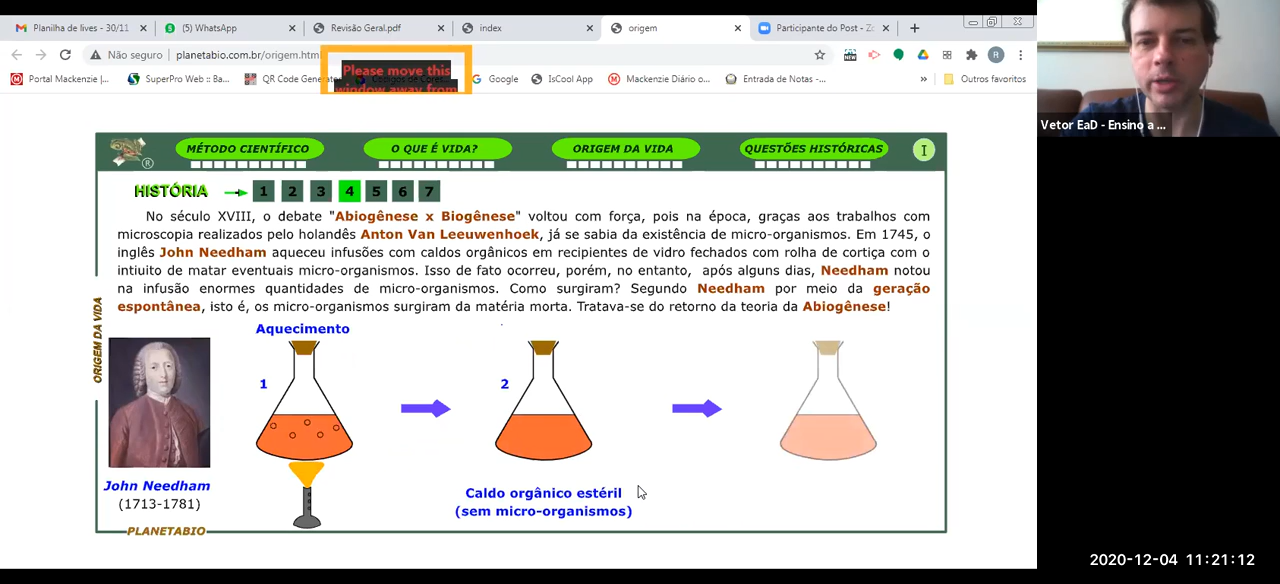 Planilha de lives - 30/11
(5) WhatsApp
Revisão Geral.pdf
index
origem
Participante do Post - Zo
Não seguro | planetabio.com.br/origem.htm
Please move this
window away from
Portal Mackenzie |...
SuperPro Web :: Ba...
QR Code Generat
Google
IsCool App
Mackenzie Diário o...
Entrada de Notas -...
»
Outros favoritos
NEW
R
Vetor EaD - Ensino a ...
MÉTODO CIENTÍFICO
O QUE É VIDA?
ORIGEM DA VIDA
QUESTÕES HISTÓRICAS
I
®
HISTÓRIA 1 2 3 4 5 6 7
No século XVIII, o debate "Abiogênese x Biogênese" voltou com força, pois na época, graças aos trabalhos com
microscopia realizados pelo holandês Anton Van Leeuwenhoek, já se sabia da existência de micro-organismos. Em 1745, o
inglês John Needham aqueceu infusões com caldos orgânicos em recipientes de vidro fechados com rolha de cortiça com o
intiuito de matar eventuais micro-organismos. Isso de fato ocorreu, porém, no entanto, após alguns dias, Needham notou
na infusão enormes quantidades de micro-organismos. Como surgiram? Segundo Needham por meio da geração
espontânea, isto é, os micro-organismos surgiram da matéria morta. Tratava-se do retorno da teoria da Abiogênese!
ORIGEM DA VIDA
Aquecimento
1
2
John Needham
(1713-1781)
Caldo orgânico estéril
(sem micro-organismos)
PLANETABIO
2020-12-04 11:21:12